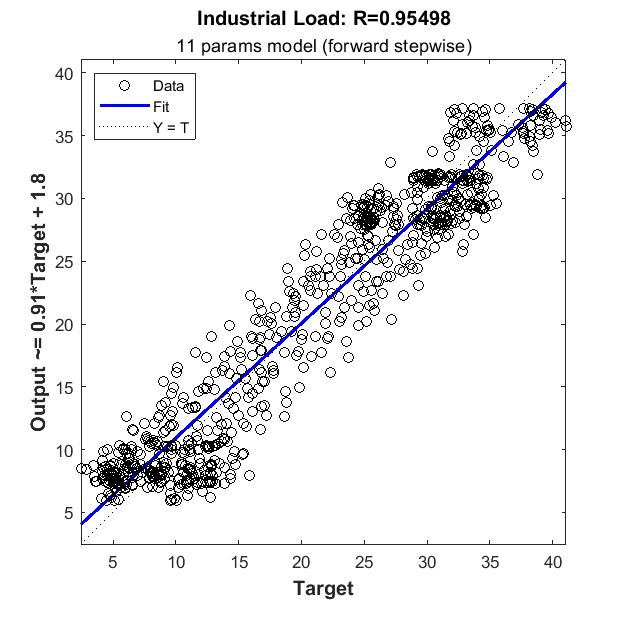 Industrial Load: R=0.95498
11 params model (forward stepwise)
Data
Fit
Y = T
40
35
30
25
20
15
10
5
Output ~= 0.91*Target + 1.8
5 10 15 20 25 30 35 40
Target